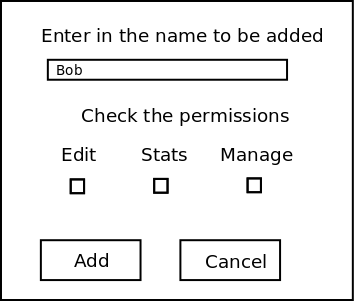 Enter in the name to be added
Bob
Check the permissions
Edit Stats Manage
Add Cancel